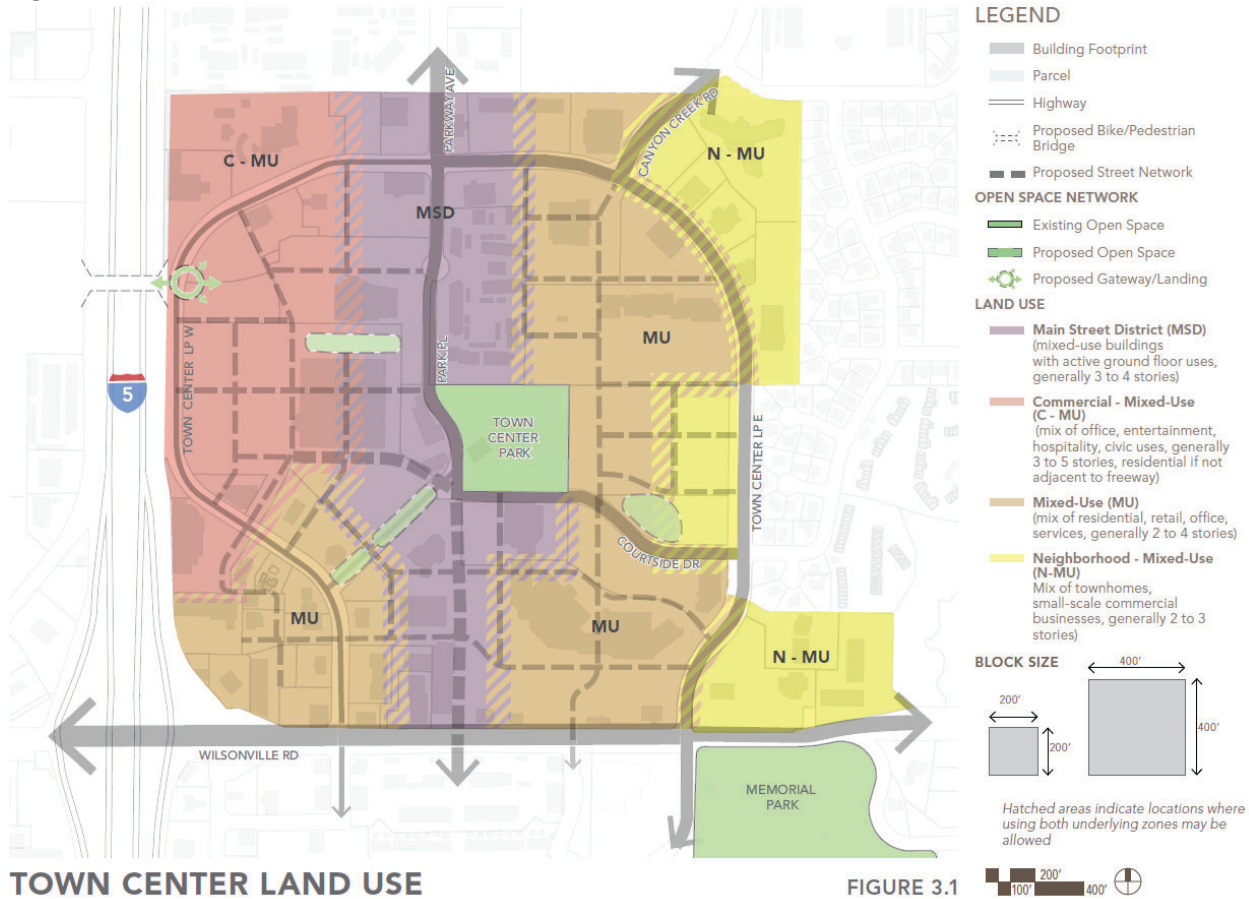 PARKWAY AVE
CANYON CREEK RD
C - MU
N - MU
MSD
MU
TOWN CENTER LP W
PARK PL
5
TOWN
CENTER
PARK
TOWN CENTER LP E
COURTSIDE DR
MU
MU
N - MU
WILSONVILLE RD
MEMORIAL
PARK
TOWN CENTER LAND USE
FIGURE 3.1
LEGEND
Building Footprint
Parcel
Highway
Proposed Bike/Pedestrian
Bridge
Proposed Street Network
OPEN SPACE NETWORK
Existing Open Space
Proposed Open Space
Proposed Gateway/Landing
LAND USE
Main Street District (MSD)
(mixed-use buildings
with active ground floor uses,
generally 3 to 4 stories)
Commercial - Mixed-Use
(C - MU)
(mix of office, entertainment,
hospitality, civic uses, generally
3 to 5 stories, residential if not
adjacent to freeway)
Mixed-Use (MU)
(mix of residential, retail, office,
services, generally 2 to 4 stories)
Neighborhood - Mixed-Use
(N-MU)
Mix of townhomes,
small-scale commercial
businesses, generally 2 to 3
stories)
BLOCK SIZE
400'
200'
200'
400'
Hatched areas indicate locations where
using both underlying zones may be
allowed
200'
100'
400'